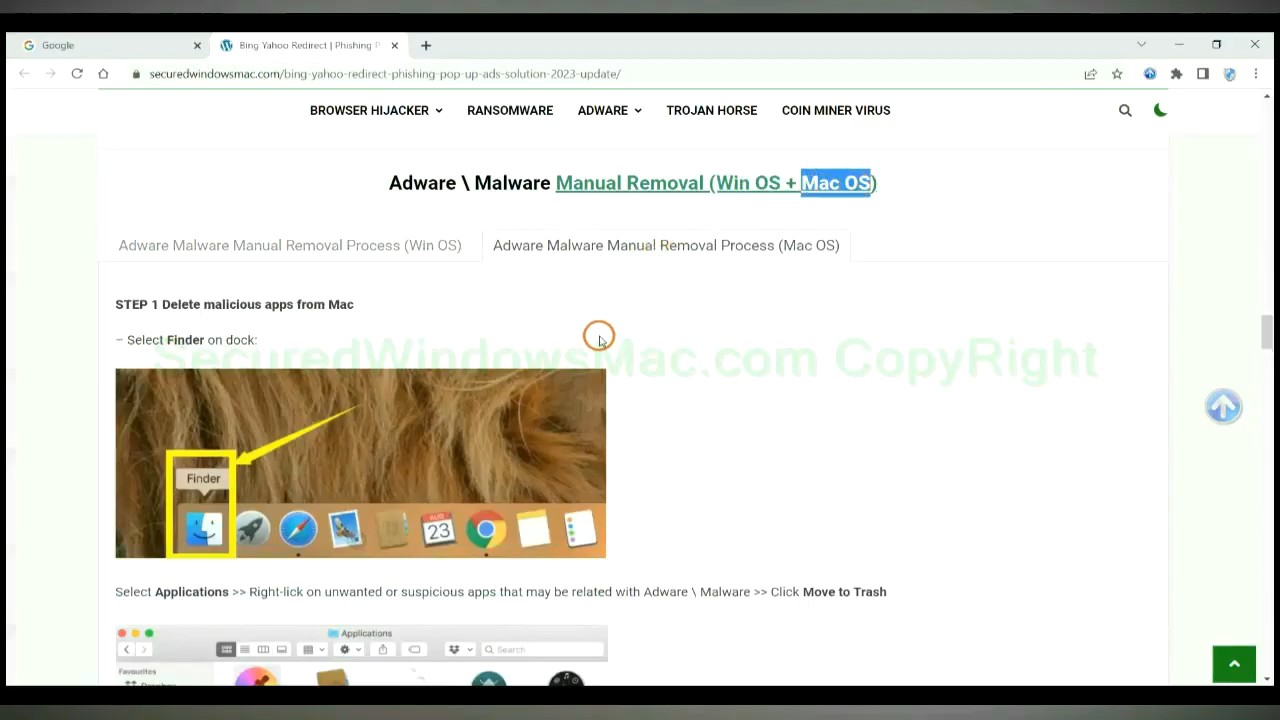 Google
Bing Yahoo Redirect | Phishing P
securedwindowsmac.com/bing-yahoo-redirect-phishing-pop-up-ads-solution-2023-update/
BROWSER HIJACKER
RANSOMWARE
ADWARE
TROJAN HORSE
COIN MINER VIRUS
Adware \ Malware Manual Removal (Win OS + Mac OS)
Adware Malware Manual Removal Process (Win OS)
Adware Malware Manual Removal Process (Mac OS)
STEP 1 Delete malicious apps from Mac
– Select Finder on dock:
SecuredWindowsMac.com CopyRight
Finder
AUG
23
Select Applications >> Right-lick on unwanted or suspicious apps that may be related with Adware \ Malware >> Click Move to Trash
Applications
Search
Favourites